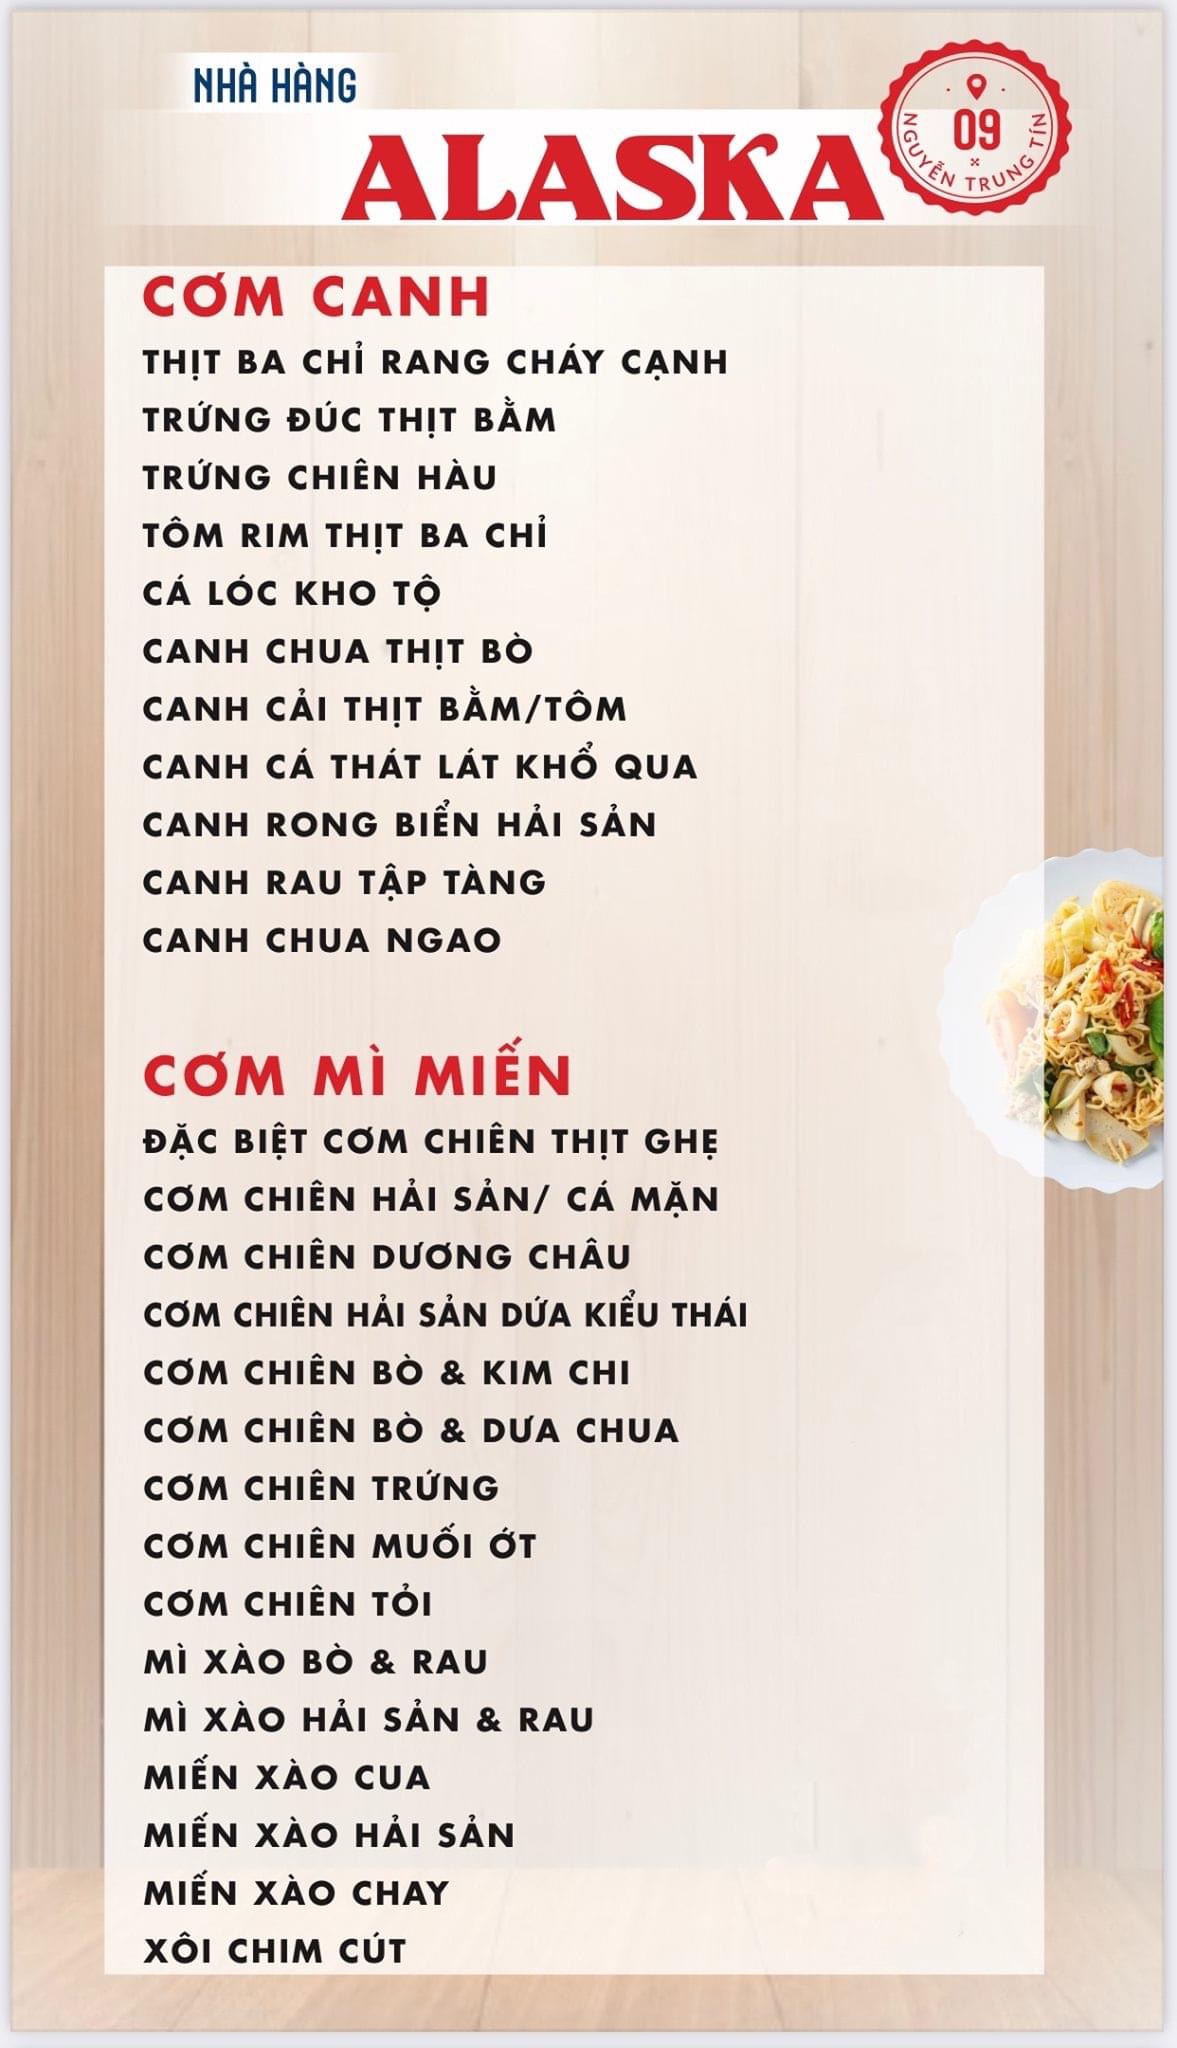 NHÀ HÀNG
ALASKA
09
NGUYỄN TRUNG TÍN
CƠM CANH
THỊT BA CHỈ RANG CHÁY CẠNH
TRỨNG ĐÚC THỊT BẰM
TRỨNG CHIÊN HÀU
TÔM RIM THỊT BA CHỈ
CÁ LÓC KHO TỘ
CANH CHUA THỊT BÒ
CANH CẢI THỊT BẰM/TÔM
CANH CÁ THÁT LÁT KHỔ QUA
CANH RONG BIỂN HẢI SẢN
CANH RAU TẬP TÀNG
CANH CHUA NGAO
CƠM MÌ MIẾN
ĐẶC BIỆT CƠM CHIÊN THỊT GHẸ
CƠM CHIÊN HẢI SẢN/ CÁ MẶN
CƠM CHIÊN DƯƠNG CHÂU
CƠM CHIÊN HẢI SẢN DỨA KIỂU THÁI
CƠM CHIÊN BÒ & KIM CHI
CƠM CHIÊN BÒ & DƯA CHUA
CƠM CHIÊN TRỨNG
CƠM CHIÊN MUỐI ỚT
CƠM CHIÊN TỎI
MÌ XÀO BÒ & RAU
MÌ XÀO HẢI SẢN & RAU
MIẾN XÀO CUA
MIẾN XÀO HẢI SẢN
MIẾN XÀO CHAY
XÔI CHIM CÚT